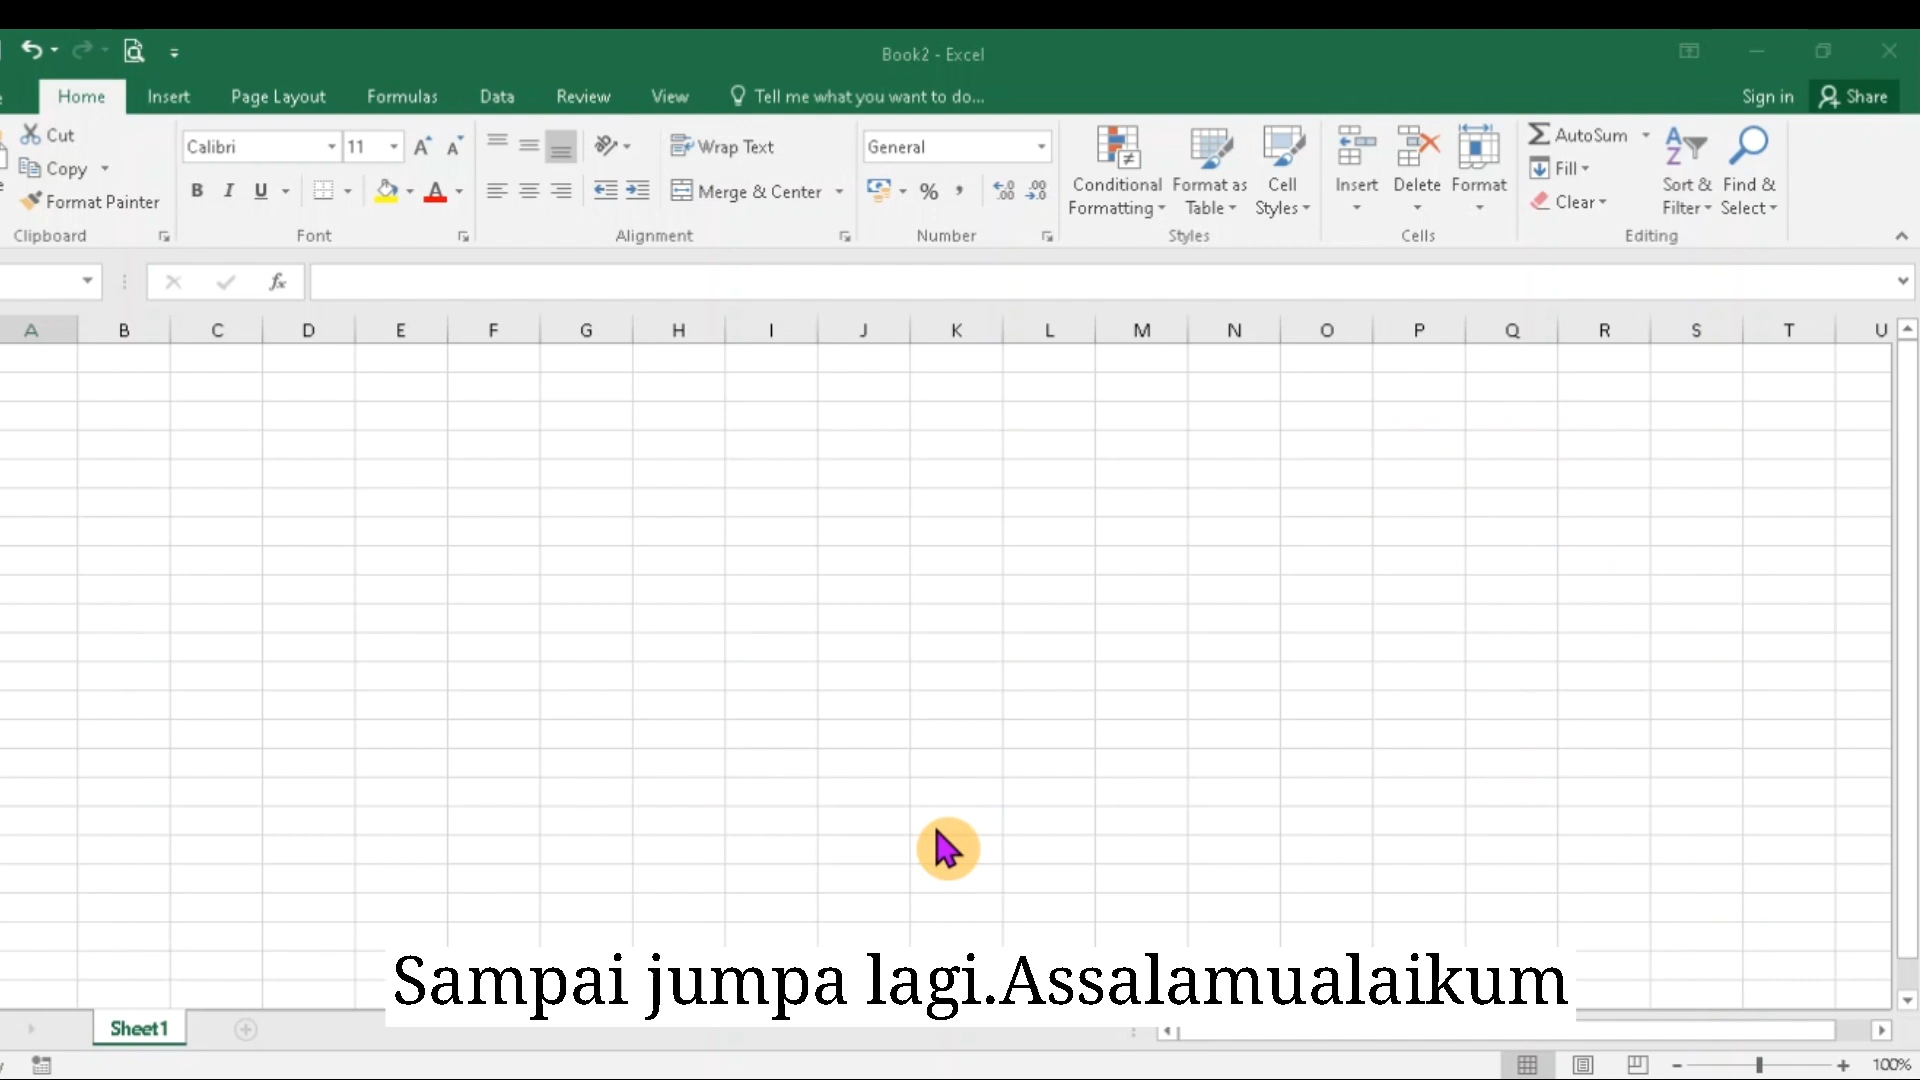 Book2 - Excel
Home Insert Page Layout Formulas Data Review View Tell me what you want to do... Sign in Share
Cut
Copy
Format Painter
Clipboard
Calibri 11
B I U
Font
Wrap Text
Merge & Center
Alignment
General
% ,
Number
Conditional Formatting
Format as Table
Cell Styles
Styles
Insert Delete Format
Cells
AutoSum
Fill
Clear
Sort & Filter
Find & Select
Editing
fx
A B C D E F G H I J K L M N O P Q R S T U
Sampai jumpa lagi.Assalamualaikum
Sheet1
100%